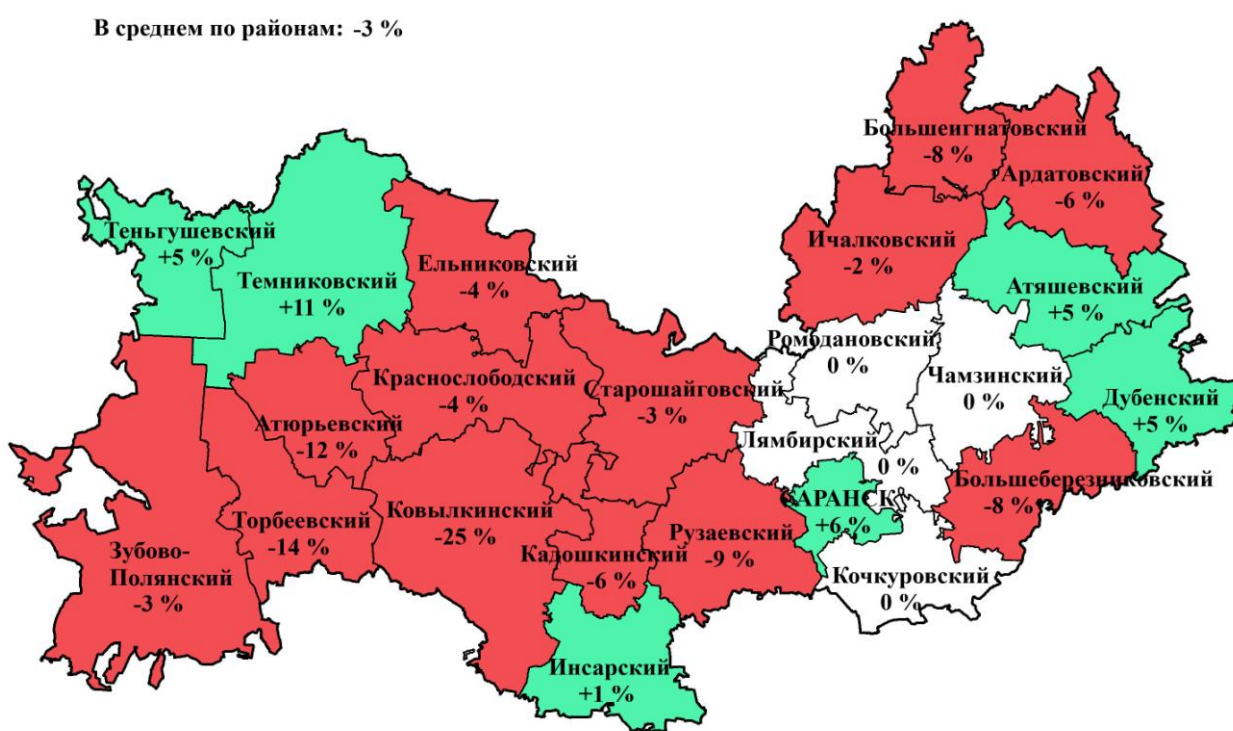 В среднем по районам: -3 %
Большеигнатовский
-8 %
Ардатовский
-6 %
Теньгушевский
+5 %
Ичалковский
-2 %
Ельниковский
-4 %
Темниковский
+11 %
Атяшевский
+5 %
Ромодановский
0 %
Краснослободский
-4 %
Старошайговский
-3 %
Чамзинский
0 %
Дубенский
+5 %
Атюрьевский
-12 %
Лямбирский
0 %
Большеберезниковский
-8 %
САРАНСК
+6 %
Ковылкинский
-25 %
Торбеевский
-14 %
Рузаевский
-9 %
Зубово-
Полянский
-3 %
Кадошкинский
-6 %
Кочкуровский
0 %
Инсарский
+1 %